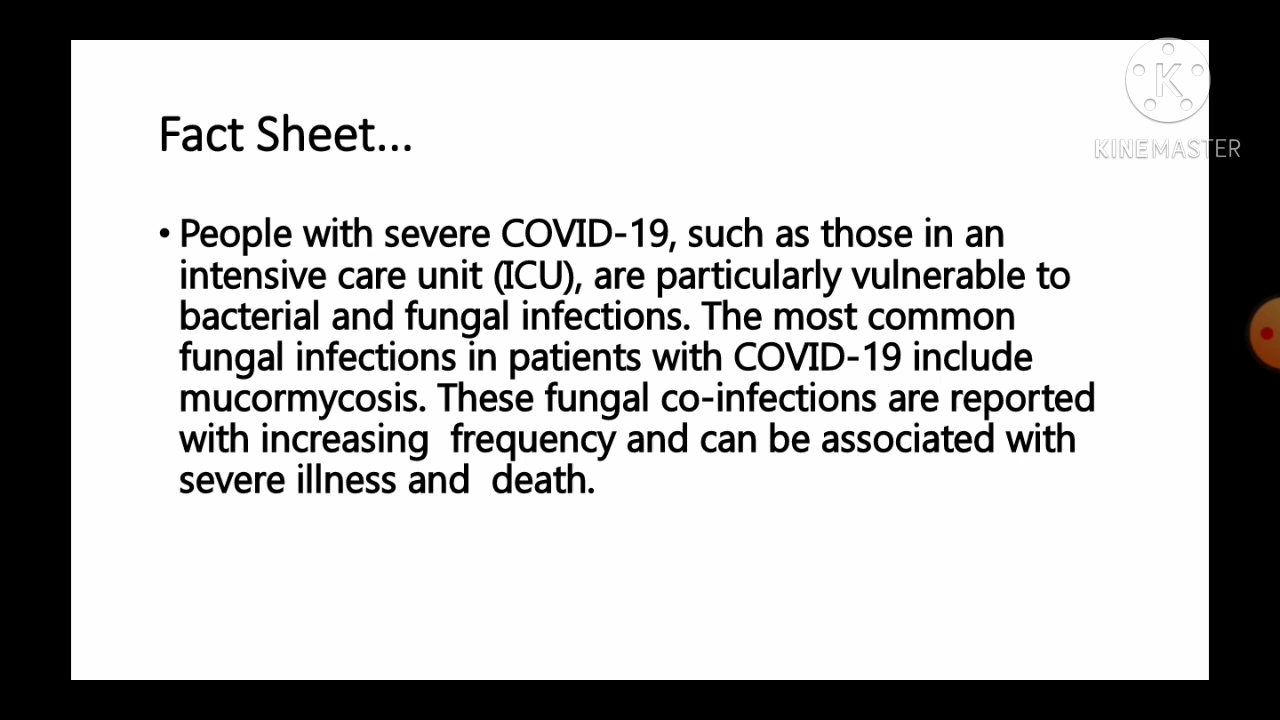 K
KINEMASTER
Fact Sheet...
• People with severe COVID-19, such as those in an
intensive care unit (ICU), are particularly vulnerable to
bacterial and fungal infections. The most common
fungal infections in patients with COVID-19 include
mucormycosis. These fungal co-infections are reported
with increasing  frequency and can be associated with
severe illness and  death.